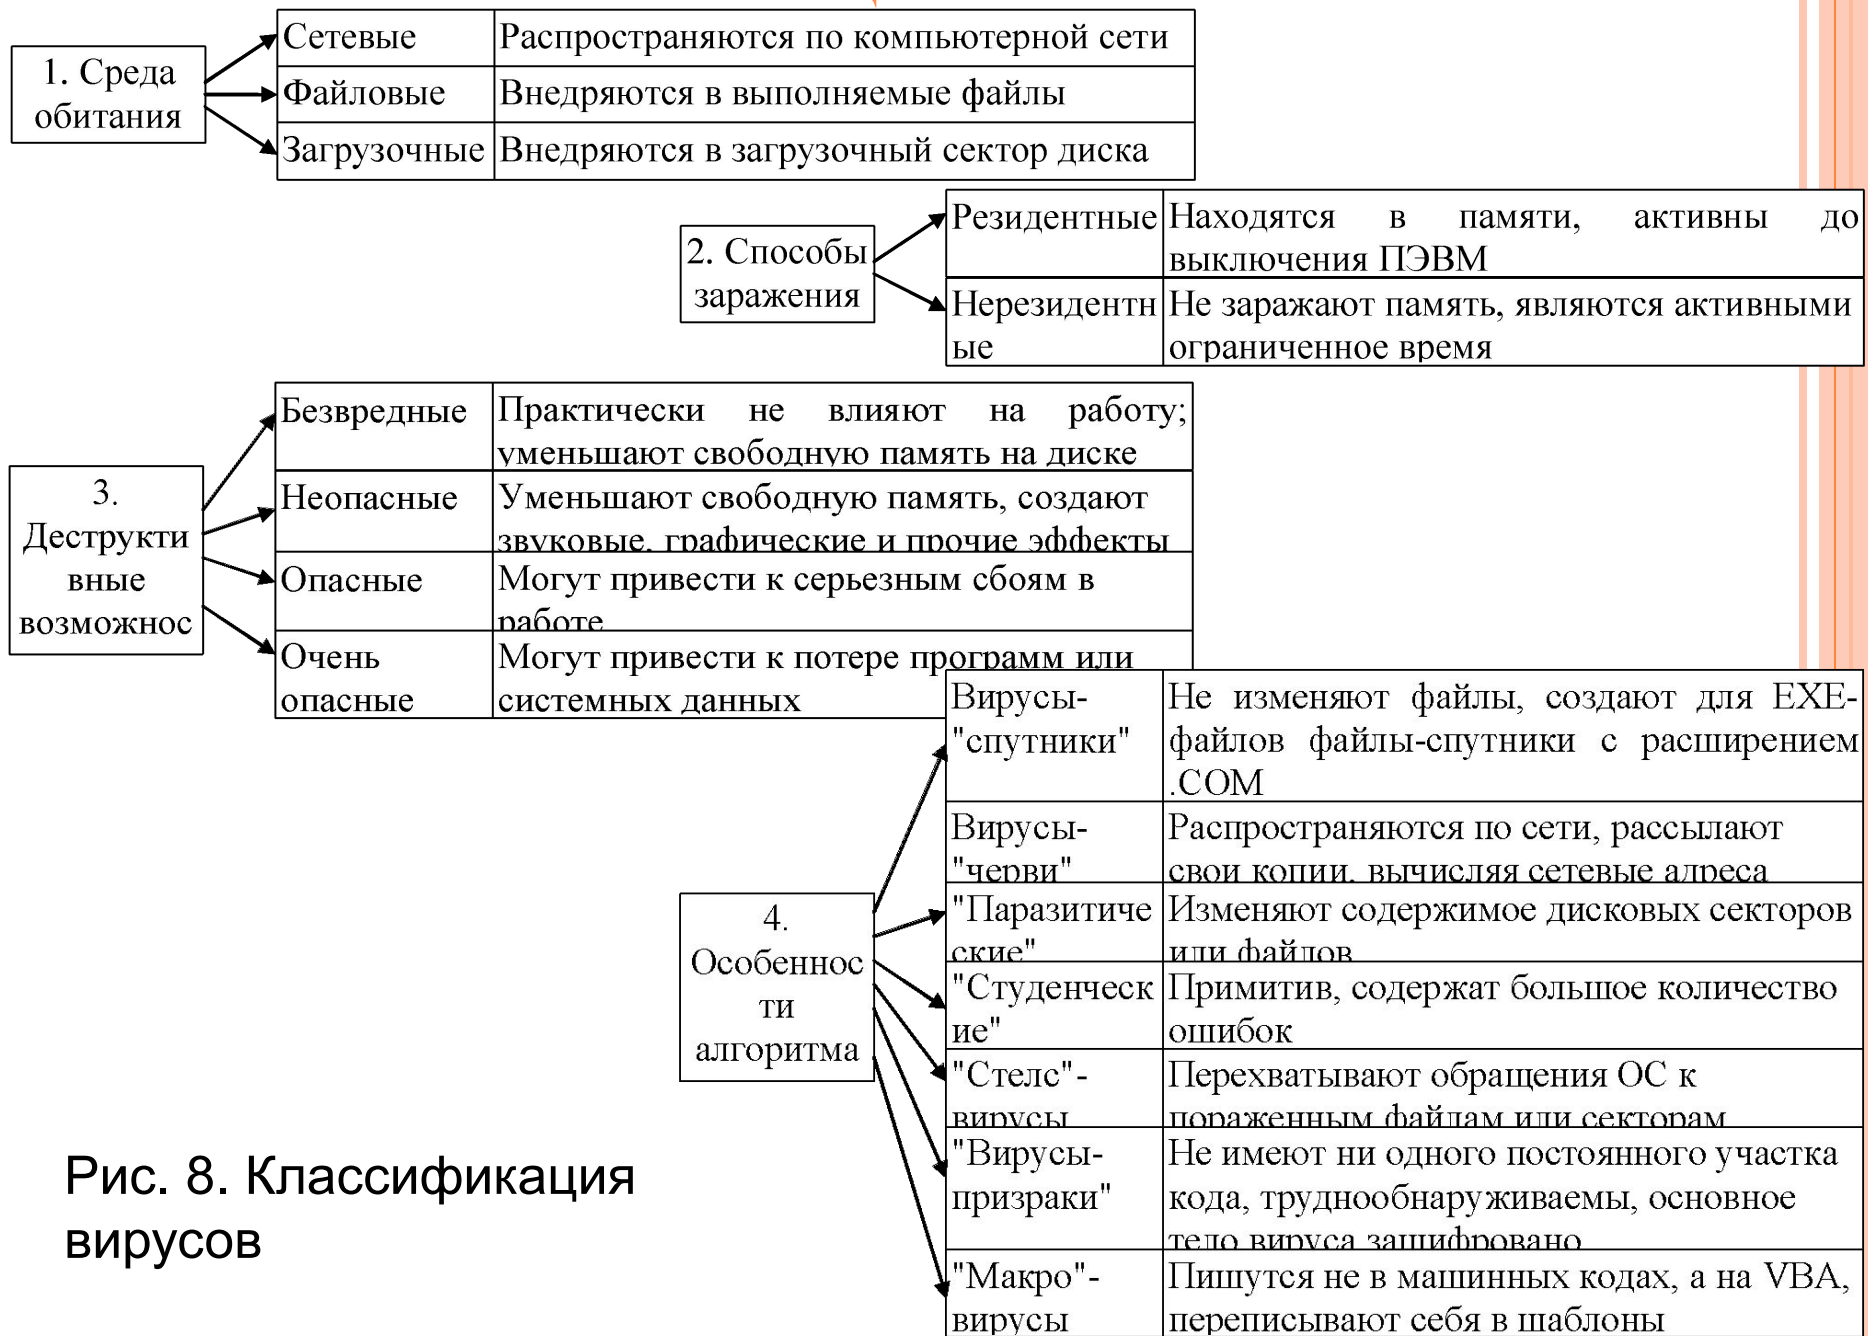 1. Среда
обитания
Сетевые
Распространяются по компьютерной сети
Файловые
Внедряются в выполняемые файлы
Загрузочные
Внедряются в загрузочный сектор диска
2. Способы
заражения
Резидентные
Находятся в памяти, активны до
выключения ПЭВМ
Нерезидентн
ые
Не заражают память, являются активными
ограниченное время
3.
Деструкти
вные
возможнос
Безвредные
Практически не влияют на работу;
уменьшают свободную память на диске
Неопасные
Уменьшают свободную память, создают
звуковые, графические и прочие эффекты
Опасные
Могут привести к серьезным сбоям в
работе
Очень
опасные
Могут привести к потере программ или
системных данных
4.
Особеннос
ти
алгоритма
Вирусы-
"спутники"
Не изменяют файлы, создают для EXE-
файлов файлы-спутники с расширением
.COM
Вирусы-
"черви"
Распространяются по сети, рассылают
свои копии, вычисляя сетевые адреса
"Паразитиче
ские"
Изменяют содержимое дисковых секторов
или файлов
"Студенческ
ие"
Примитив, содержат большое количество
ошибок
"Стелс"-
вирусы
Перехватывают обращения ОС к
пораженным файлам или секторам
"Вирусы-
призраки"
Не имеют ни одного постоянного участка
кода, труднообнаруживаемы, основное
тело вируса зашифровано
"Макро"-
вирусы
Пишутся не в машинных кодах, а на VBA,
переписывают себя в шаблоны
Рис. 8. Классификация
вирусов